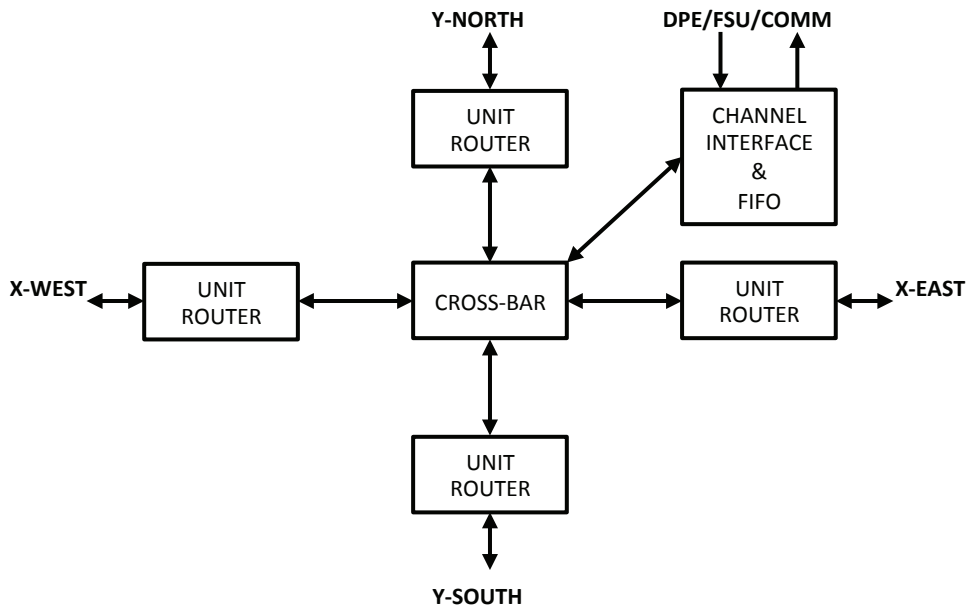 Y-NORTH
DPE/FSU/COMM
UNIT
ROUTER
CHANNEL
INTERFACE
&
FIFO
X-WEST
UNIT
ROUTER
CROSS-BAR
UNIT
ROUTER
X-EAST
UNIT
ROUTER
Y-SOUTH